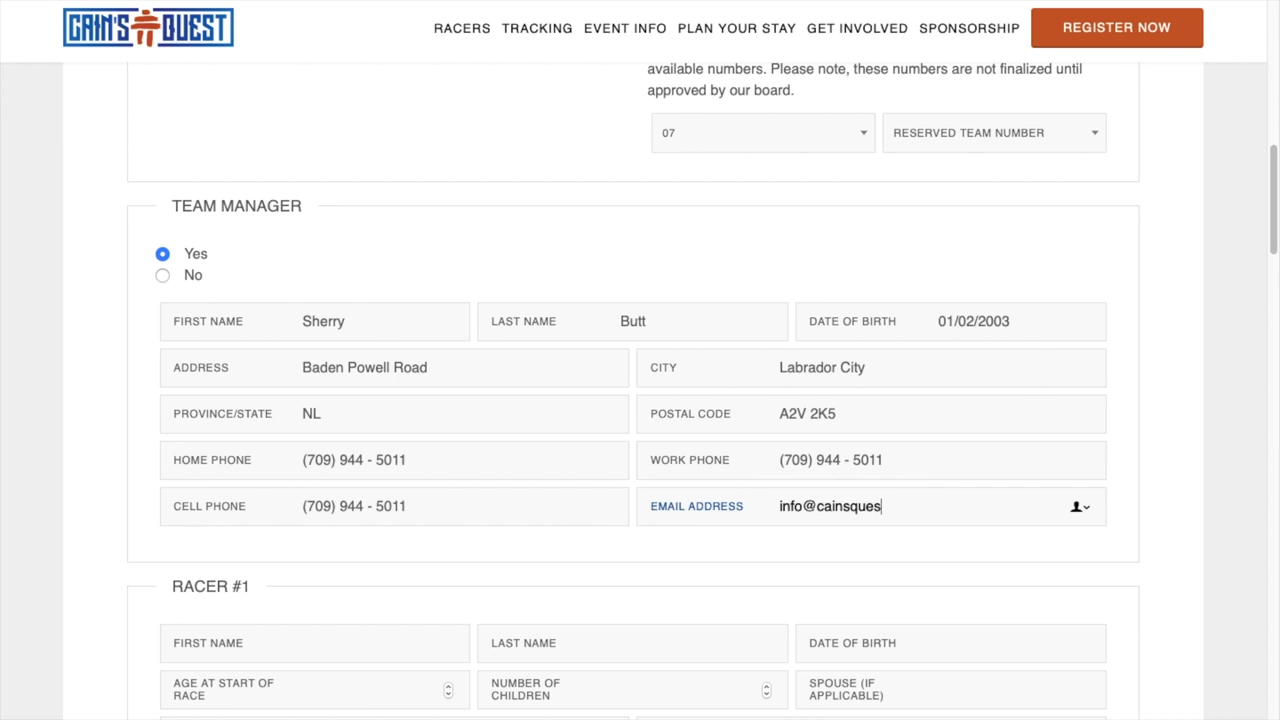 CAIN'S QUEST
RACERS TRACKING EVENT INFO PLAN YOUR STAY GET INVOLVED SPONSORSHIP REGISTER NOW
available numbers. Please note, these numbers are not finalized until
approved by our board.
07 RESERVED TEAM NUMBER
TEAM MANAGER
Yes
No
FIRST NAME Sherry LAST NAME Butt DATE OF BIRTH 01/02/2003
ADDRESS Baden Powell Road CITY Labrador City
PROVINCE/STATE NL POSTAL CODE A2V 2K5
HOME PHONE (709) 944 - 5011 WORK PHONE (709) 944 - 5011
CELL PHONE (709) 944 - 5011 EMAIL ADDRESS info@cainsques
RACER #1
FIRST NAME LAST NAME DATE OF BIRTH
AGE AT START OF RACE NUMBER OF CHILDREN SPOUSE (IF APPLICABLE)